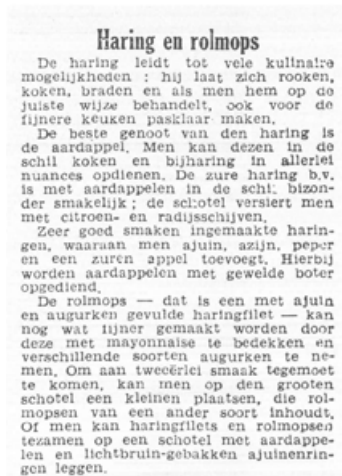 Haring en rolmops
De haring leidt tot vele kulinaire
mogelijkheden : hij laat zich rooken,
koken, braden en als men hem op de
juiste wijze behandelt, ook voor de
fijnere keuken pasklaar maken.
De beste genoot van den haring is
de aardappel. Men kan dezen in de
schil koken en bijharing in allerlei
nuances opdienen. De zure haring b.v.
is met aardappelen in de schil bizon-
der smakelijk ; de schotel versiert men
met citroen- en radijsschijven.
Zeer goed smaken ingemaakte harin-
gen, waaraan men ajuin, azijn, peper
en een zuren appel toevoegt. Hierbij
worden aardappelen met gewelde boter
opgediend.
De rolmops — dat is een met ajuin
en augurken gevulde haringfilet — kan
nog wat fijner gemaakt worden door
deze met mayonnaise te bedekken en
verschillende soorten augurken te ne-
men. Om aan tweeërlei smaak tegemoet
te komen, kan men op den grooten
schotel een kleinen plaatsen, die rol-
mopsen van een ander soort inhoudt.
Of men kan haringfilets en rolmopsen
tezamen op een schotel met aardappe-
len en lichtbruin-gebakken ajuinenrin-
gen leggen.